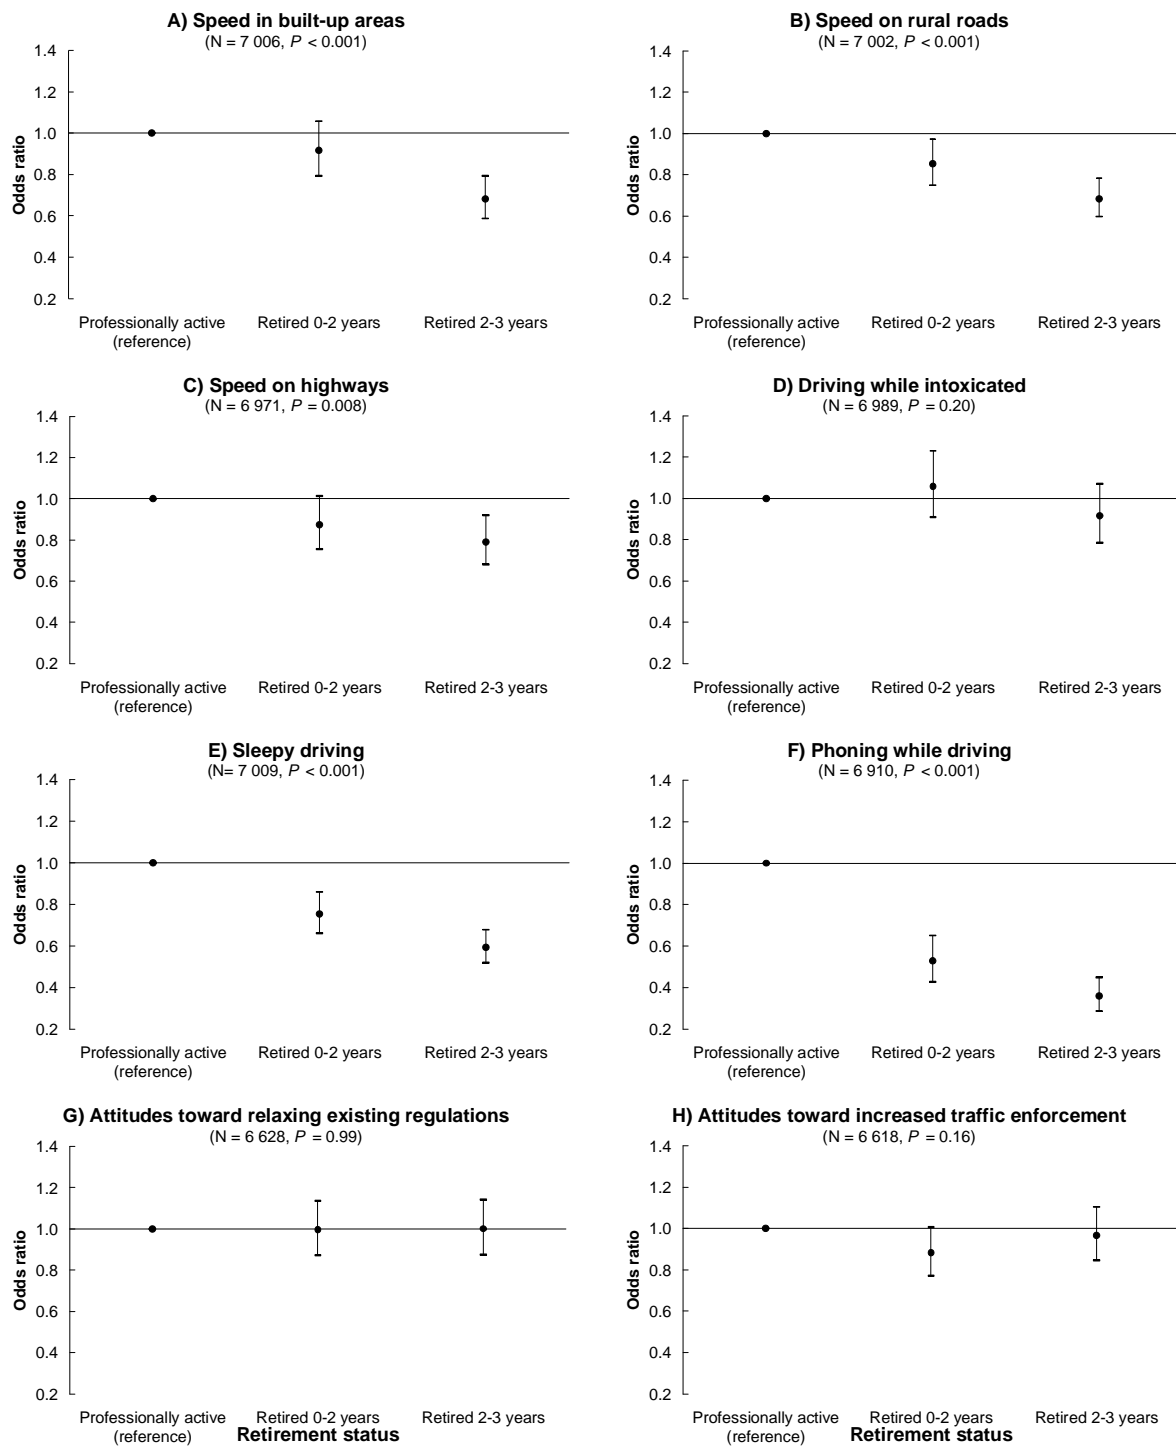 A) Speed in built-up areas
(N = 7 006, P < 0.001)
1.4
1.2
1.0
0.8
0.6
0.4
0.2
Odds ratio
Professionally active (reference)
Retired 0-2 years
Retired 2-3 years
B) Speed on rural roads
(N = 7 002, P < 0.001)
1.4
1.2
1.0
0.8
0.6
0.4
0.2
Odds ratio
Professionally active (reference)
Retired 0-2 years
Retired 2-3 years
C) Speed on highways
(N = 6 971, P = 0.008)
1.4
1.2
1.0
0.8
0.6
0.4
0.2
Odds ratio
Professionally active (reference)
Retired 0-2 years
Retired 2-3 years
D) Driving while intoxicated
(N = 6 989, P = 0.20)
1.4
1.2
1.0
0.8
0.6
0.4
0.2
Odds ratio
Professionally active (reference)
Retired 0-2 years
Retired 2-3 years
E) Sleepy driving
(N= 7 009, P < 0.001)
1.4
1.2
1.0
0.8
0.6
0.4
0.2
Odds ratio
Professionally active (reference)
Retired 0-2 years
Retired 2-3 years
F) Phoning while driving
(N = 6 910, P < 0.001)
1.4
1.2
1.0
0.8
0.6
0.4
0.2
Odds ratio
Professionally active (reference)
Retired 0-2 years
Retired 2-3 years
G) Attitudes toward relaxing existing regulations
(N = 6 628, P = 0.99)
1.4
1.2
1.0
0.8
0.6
0.4
0.2
Odds ratio
Professionally active (reference)
Retired 0-2 years
Retired 2-3 years
Retirement status
H) Attitudes toward increased traffic enforcement
(N = 6 618, P = 0.16)
1.4
1.2
1.0
0.8
0.6
0.4
0.2
Odds ratio
Professionally active (reference)
Retired 0-2 years
Retired 2-3 years
Retirement status